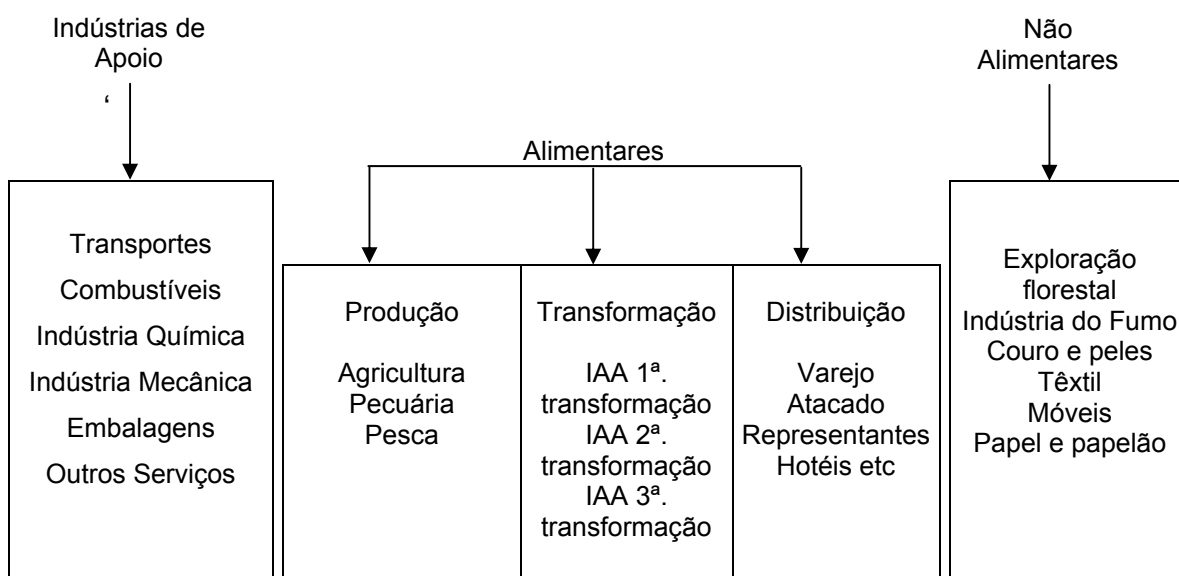 Indústrias de
Apoio
‘
Não
Alimentares
Alimentares
Transportes
Combustíveis
Indústria Química
Indústria Mecânica
Embalagens
Outros Serviços
Produção
Agricultura
Pecuária
Pesca
Transformação
IAA 1ª.
transformação
IAA 2ª.
transformação
IAA 3ª.
transformação
Distribuição
Varejo
Atacado
Representantes
Hotéis etc
Exploração
florestal
Indústria do Fumo
Couro e peles
Têxtil
Móveis
Papel e papelão